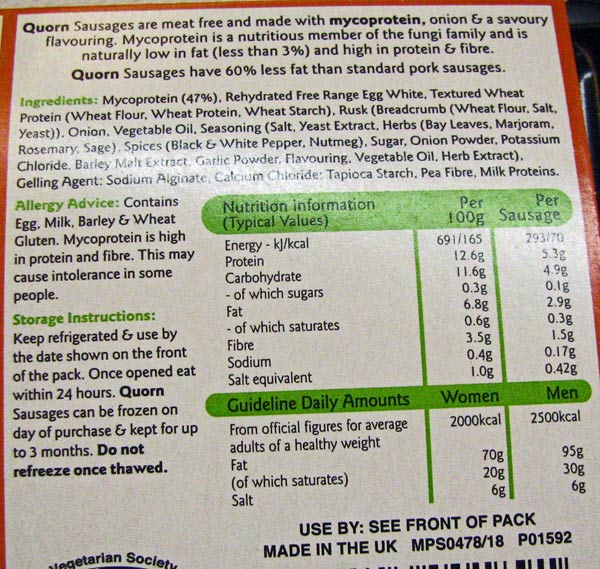 Quorn Sausages are meat free and made with mycoprotein, onion & a savoury
flavouring. Mycoprotein is a nutritious member of the fungi family and is
naturally low in fat (less than 3%) and high in protein & fibre.
Quorn Sausages have 60% less fat than standard pork sausages.
Ingredients: Mycoprotein (47%), Rehydrated Free Range Egg White, Textured Wheat
Protein (Wheat Flour, Wheat Protein, Wheat Starch), Rusk (Breadcrumb (Wheat Flour, Salt,
Yeast)). Onion, Vegetable Oil, Seasoning (Salt, Yeast Extract, Herbs (Bay Leaves, Marjoram,
Rosemary, Sage). Spices (Black & White Pepper, Nutmeg), Sugar, Onion Powder, Potassium
Chloride, Barley Malt Extract, Garlic Powder, Flavouring, Vegetable Oil, Herb Extract),
Gelling Agent: Sodium Alginate, Calcium Chloride: Tapioca Starch, Pea Fibre, Milk Proteins.
Allergy Advice: Contains
Egg, Milk, Barley & Wheat
Gluten. Mycoprotein is high
in protein and fibre. This may
cause intolerance in some
people.
Storage Instructions:
Keep refrigerated & use by
the date shown on the front
of the pack. Once opened eat
within 24 hours. Quorn
Sausages can be frozen on
day of purchase & kept for up
to 3 months. Do not
refreeze once thawed.
Nutrition Information (Typical Values) Per 100g Per Sausage
Energy - kJ/kcal 691/165 293/70
Protein 12.6g 5.3g
Carbohydrate 11.6g 4.9g
- of which sugars 0.3g 0.1g
Fat 6.8g 2.9g
- of which saturates 0.6g 0.3g
Fibre 3.5g 1.5g
Sodium 0.4g 0.17g
Salt equivalent 1.0g 0.42g
Guideline Daily Amounts Women Men
From official figures for average 2000kcal 2500kcal
adults of a healthy weight
Fat 70g 95g
(of which saturates) 20g 30g
Salt 6g 6g
USE BY: SEE FRONT OF PACK
MADE IN THE UK MPS0478/18 P01592
Vegetarian Society